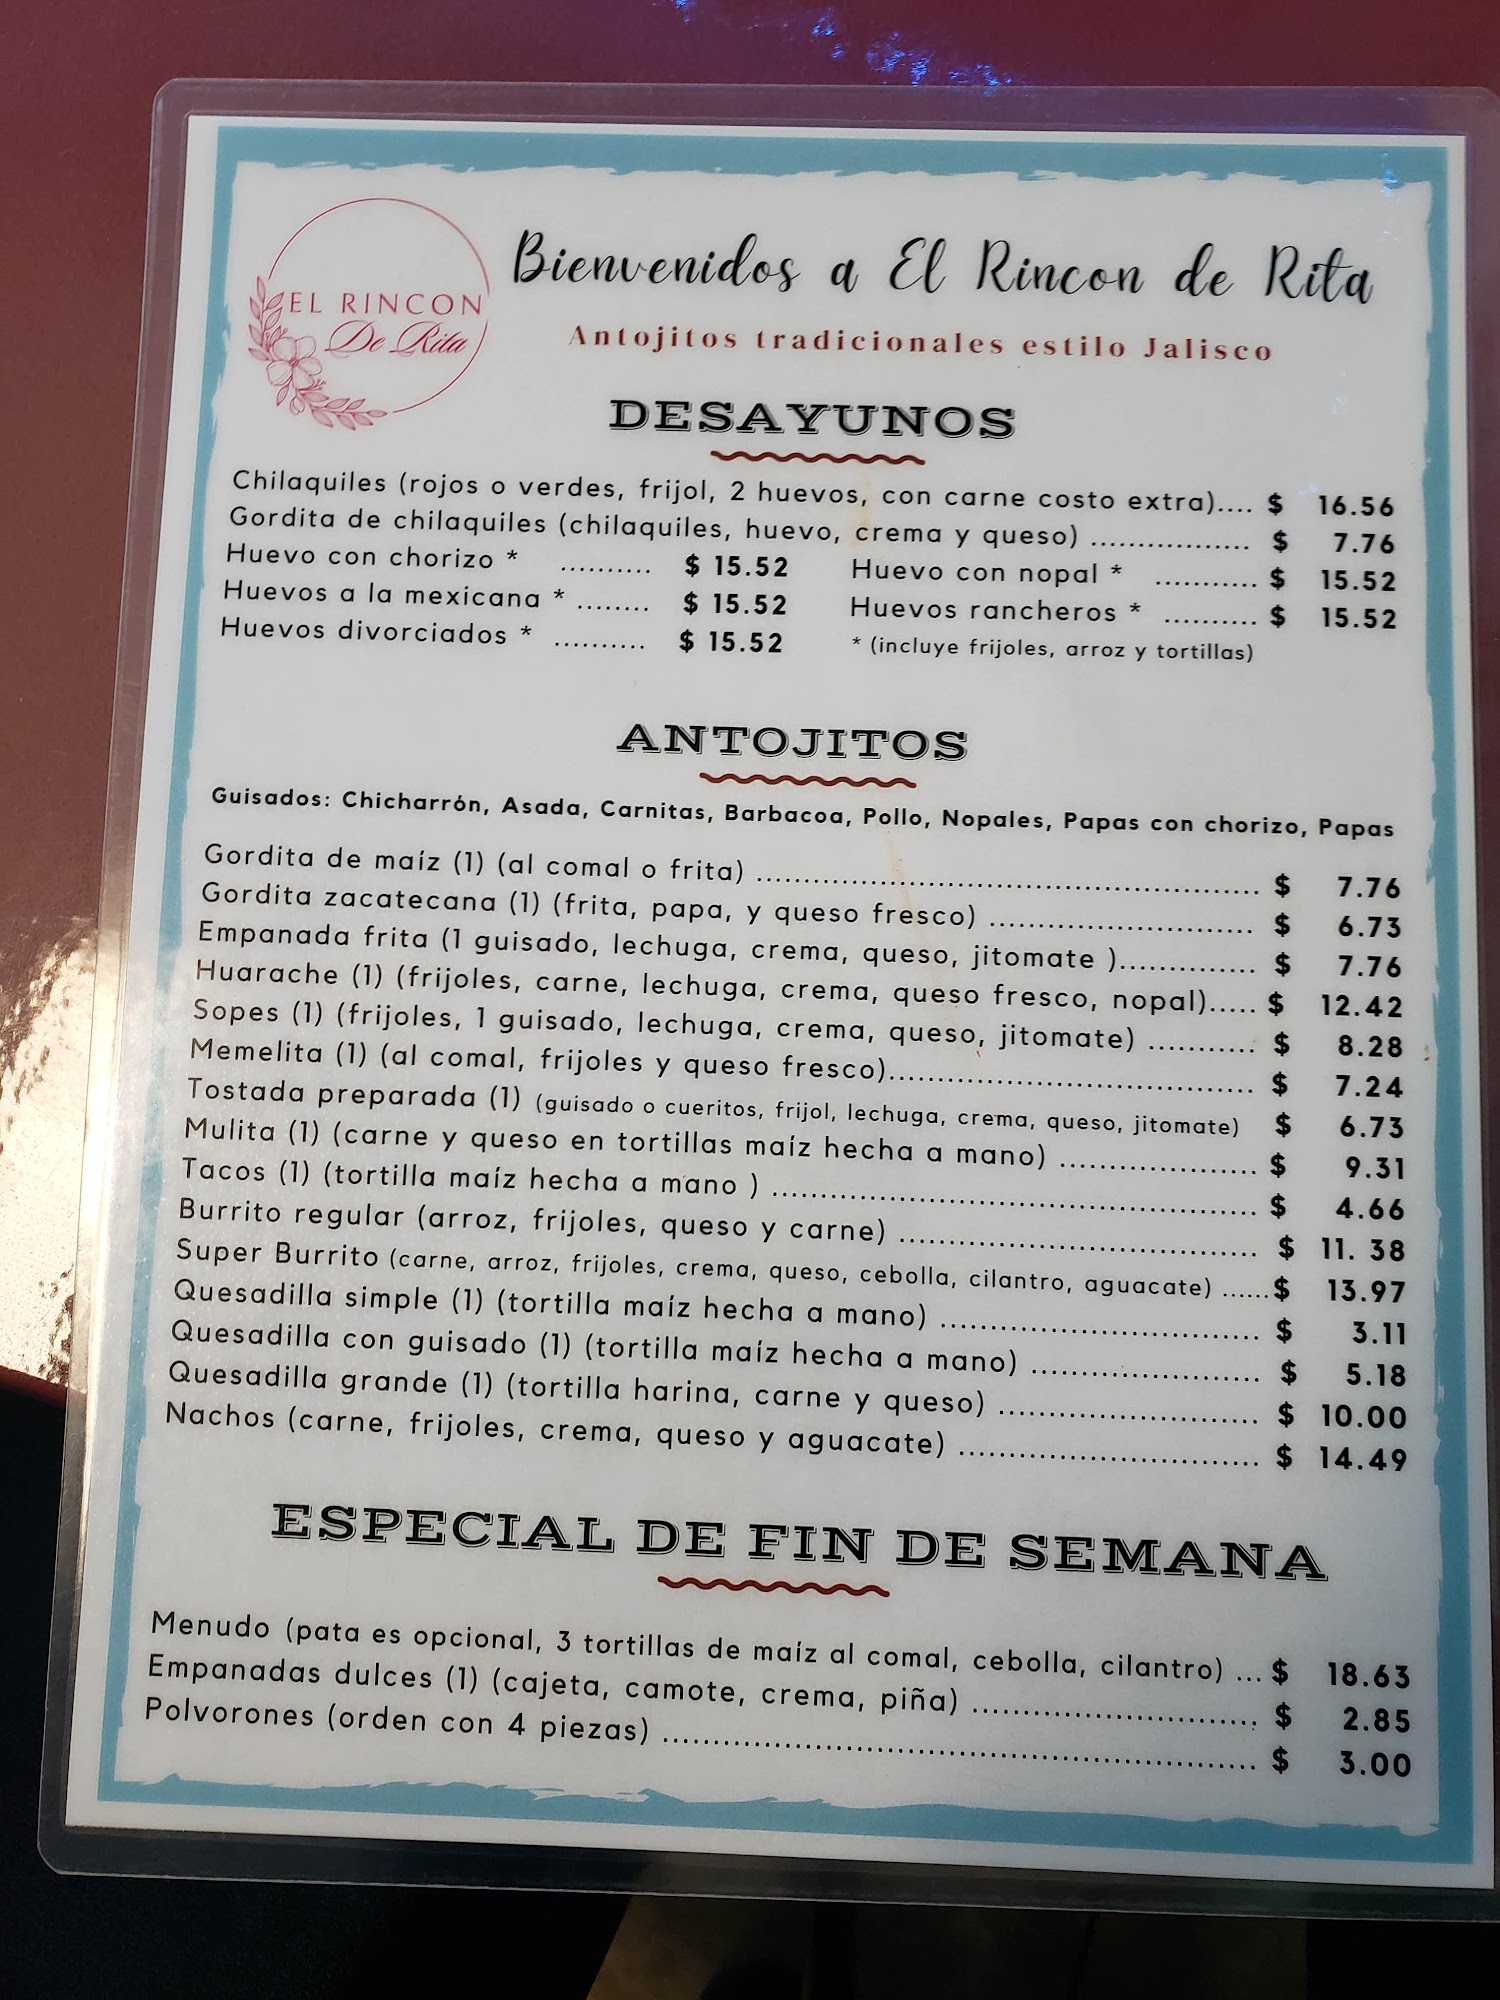 EL RINCON
De Rita
Bienvenidos a El Rincon de Rita
Antojitos tradicionales estilo Jalisco
DESAYUNOS
Chilaquiles (rojos o verdes, frijol, 2 huevos, con carne costo extra).... $ 16.56
Gordita de chilaquiles (chilaquiles, huevo, crema y queso) ................. $ 7.76
Huevo con chorizo * .......... $ 15.52 Huevo con nopal * ........... $ 15.52
Huevos a la mexicana * ........ $ 15.52 Huevos rancheros * .......... $ 15.52
Huevos divorciados * .......... $ 15.52 * (incluye frijoles, arroz y tortillas)
ANTOJITOS
Guisados: Chicharrón, Asada, Carnitas, Barbacoa, Pollo, Nopales, Papas con chorizo, Papas
Gordita de maíz (1) (al comal o frita) .................................................... $ 7.76
Gordita zacatecana (1) (frita, papa, y queso fresco) ........................... $ 6.73
Empanada frita (1 guisado, lechuga, crema, queso, jitomate ).............. $ 7.76
Huarache (1) (frijoles, carne, lechuga, crema, queso fresco, nopal)..... $ 12.42
Sopes (1) (frijoles, 1 guisado, lechuga, crema, queso, jitomate) ........... $ 8.28
Memelita (1) (al comal, frijoles y queso fresco)...................................... $ 7.24
Tostada preparada (1) (guisado o cueritos, frijol, lechuga, crema, queso, jitomate) $ 6.73
Mulita (1) (carne y queso en tortillas maíz hecha a mano) .................... $ 9.31
Tacos (1) (tortilla maíz hecha a mano ) .................................................. $ 4.66
Burrito regular (arroz, frijoles, queso y carne) ..................................... $ 11. 38
Super Burrito (carne, arroz, frijoles, crema, queso, cebolla, cilantro, aguacate) ......$ 13.97
Quesadilla simple (1) (tortilla maíz hecha a mano) ................................. $ 3.11
Quesadilla con guisado (1) (tortilla maíz hecha a mano) ........................ $ 5.18
Quesadilla grande (1) (tortilla harina, carne y queso) ........................... $ 10.00
Nachos (carne, frijoles, crema, queso y aguacate) ............................... $ 14.49
ESPECIAL DE FIN DE SEMANA
Menudo (pata es opcional, 3 tortillas de maíz al comal, cebolla, cilantro) ... $ 18.63
Empanadas dulces (1) (cajeta, camote, crema, piña) ............................. $ 2.85
Polvorones (orden con 4 piezas) ............................................................. $ 3.00